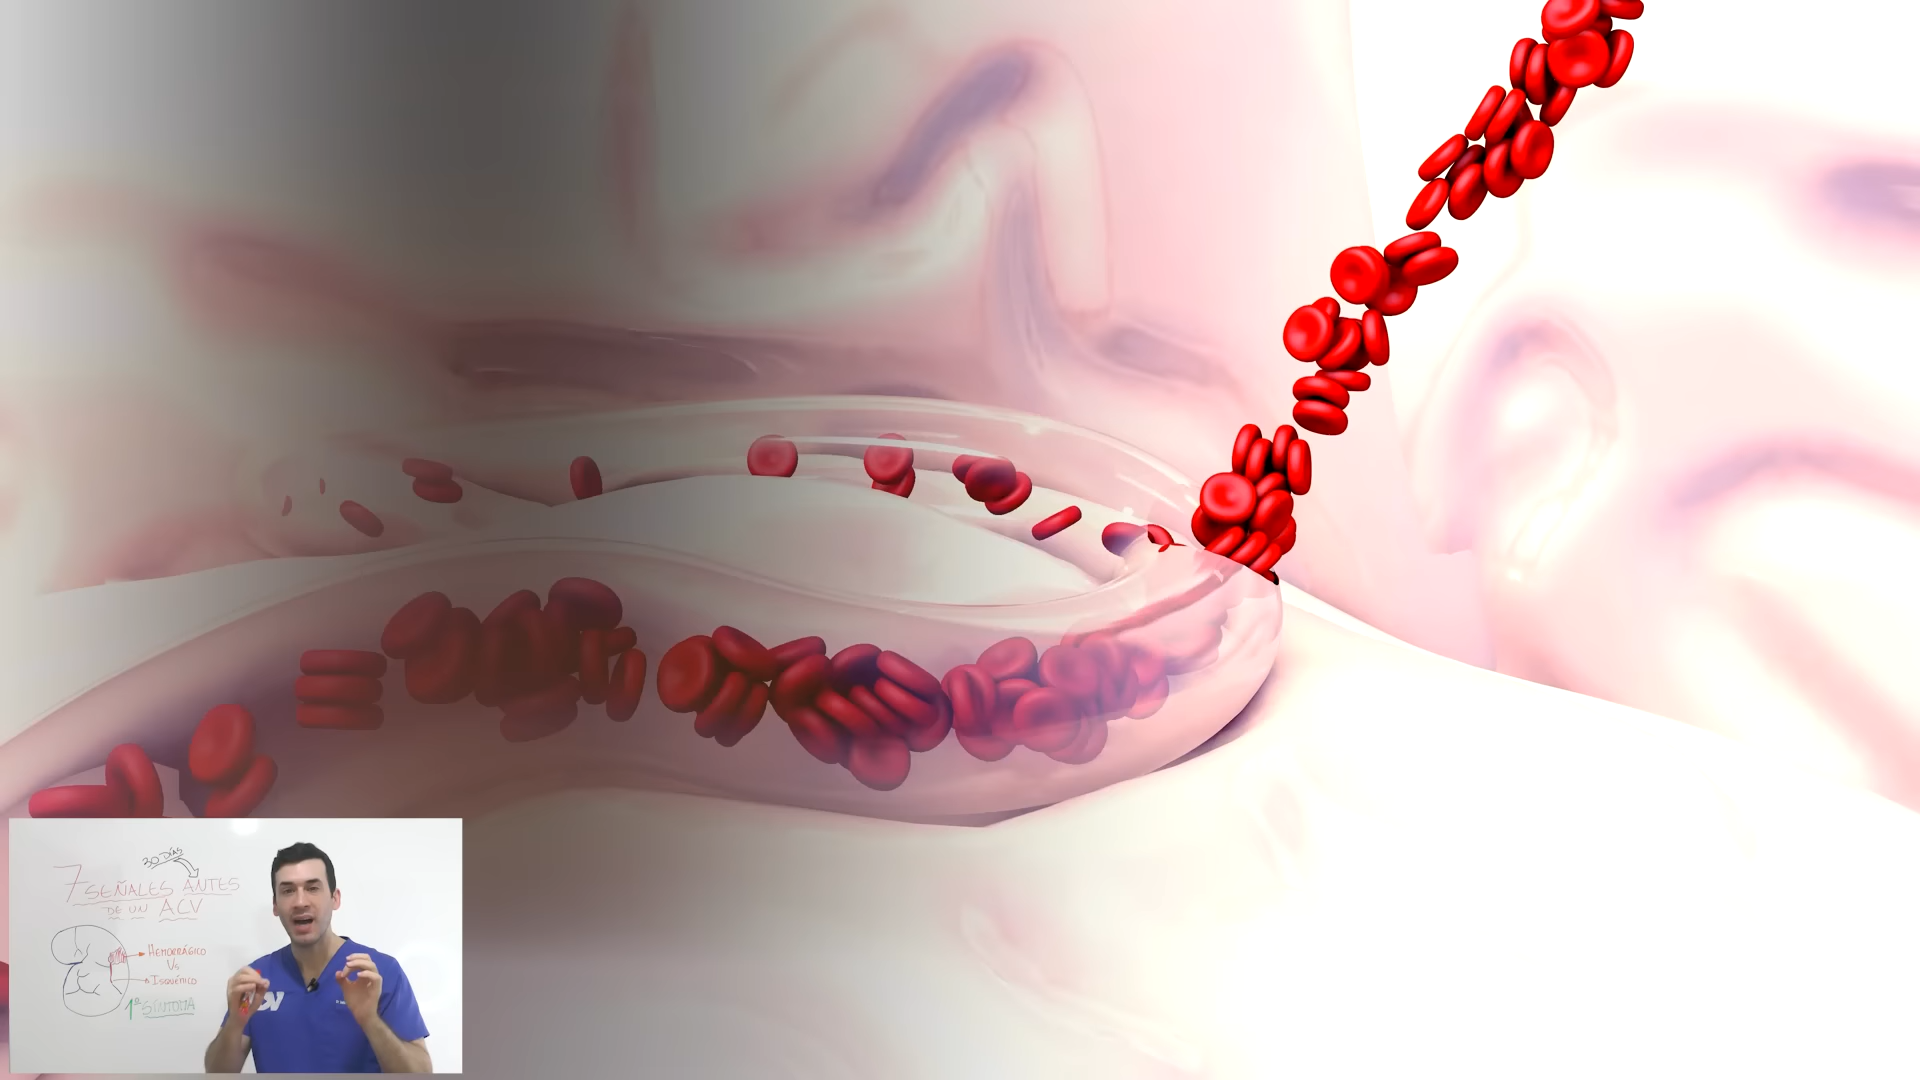 30 DÍAS
7 SEÑALES ANTES
DE UN ACV
HEMORRÁGICO
VS
ISQUÉMICO
1º SÍNTOMA